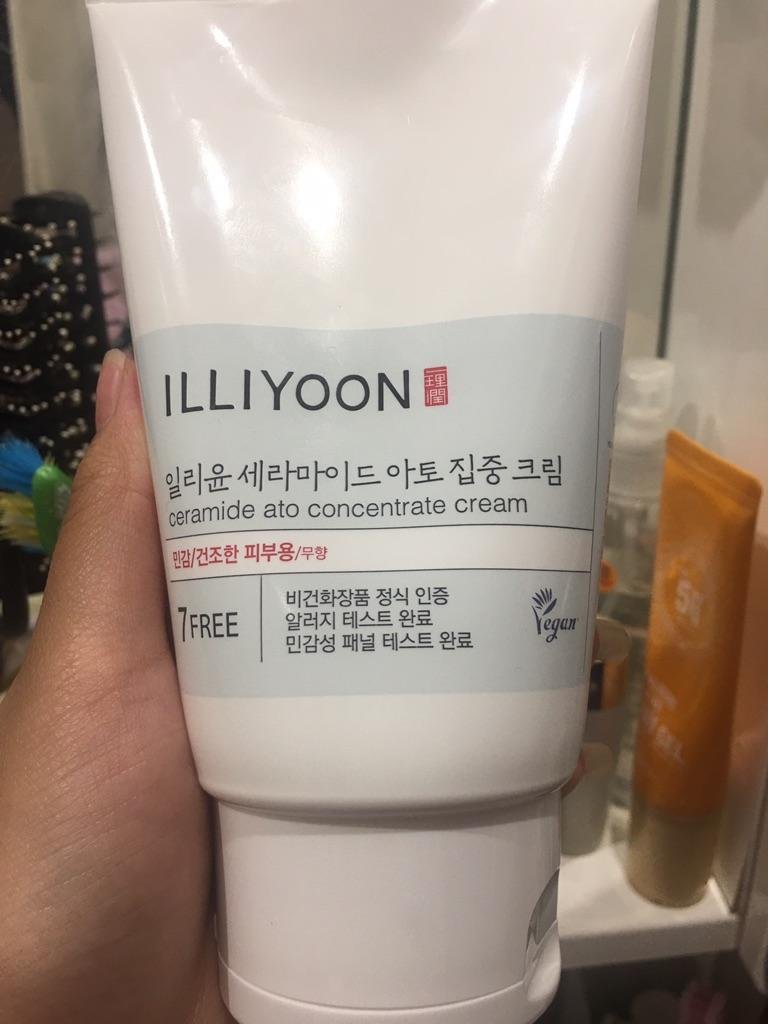 ILLIYOON
일리윤 세라마이드 아토 집중 크림
ceramide ato concentrate cream
민감/건조한 피부용/무향
7FREE
비건화장품 정식 인증
알러지 테스트 완료
민감성 패널 테스트 완료
Vegan
GEL